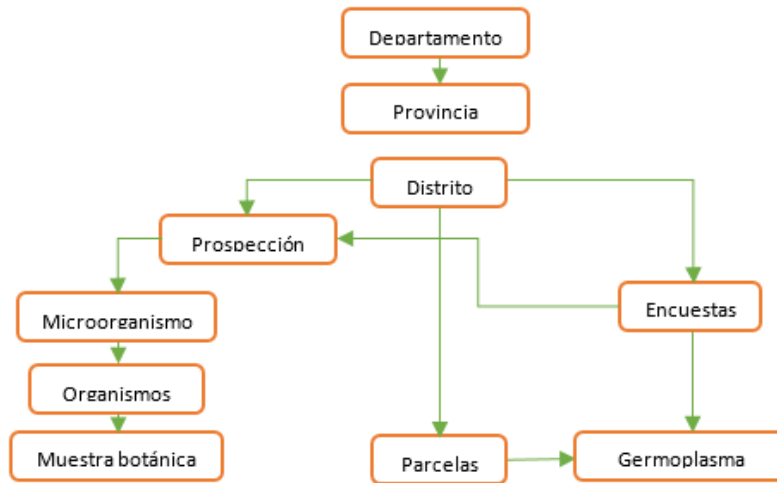 Departamento
Provincia
Distrito
Prospección
Microorganismo
Encuestas
Organismos
Muestra botánica
Parcelas
Germoplasma